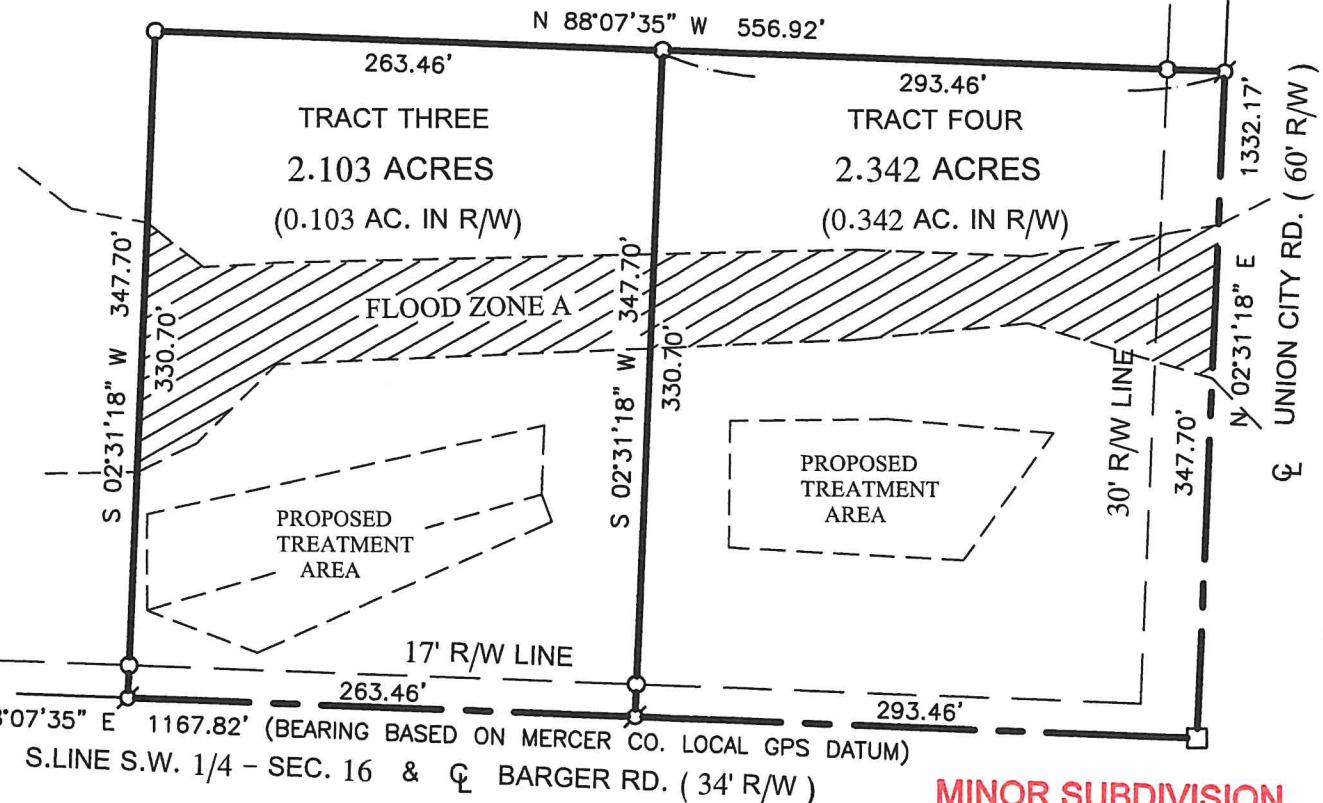 N 88°07'35" W 556.92'
263.46'
293.46'
TRACT THREE
2.103 ACRES
(0.103 AC. IN R/W)
TRACT FOUR
2.342 ACRES
(0.342 AC. IN R/W)
1332.17'
N 02°31'18" E
347.70'
℄ UNION CITY RD. ( 60' R/W )
S 02°31'18" W 347.70'
330.70'
FLOOD ZONE A
S 02°31'18" W 347.70'
330.70'
30' R/W LINE
PROPOSED
TREATMENT
AREA
PROPOSED
TREATMENT
AREA
17' R/W LINE
263.46'
293.46'
°07'35" E 1167.82' (BEARING BASED ON MERCER CO. LOCAL GPS DATUM)
S.LINE S.W. 1/4 - SEC. 16 & ℄ BARGER RD. ( 34' R/W )
MINOR SUBDIVISION